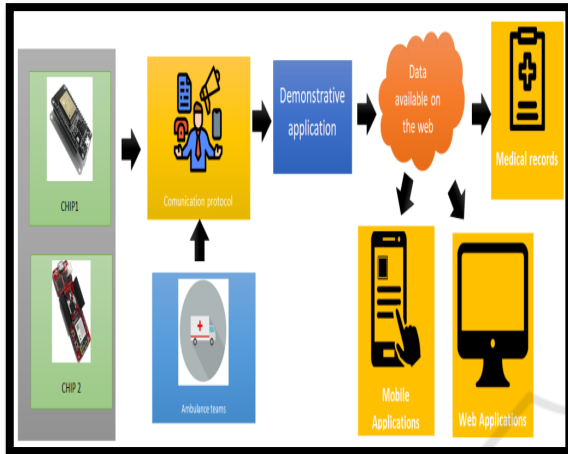 CHIP1
CHIP 2
Comunication protocol
Ambulance teams
Demonstrative
application
Data
available on
the web
Medical records
Mobile
Applications
Web Applications